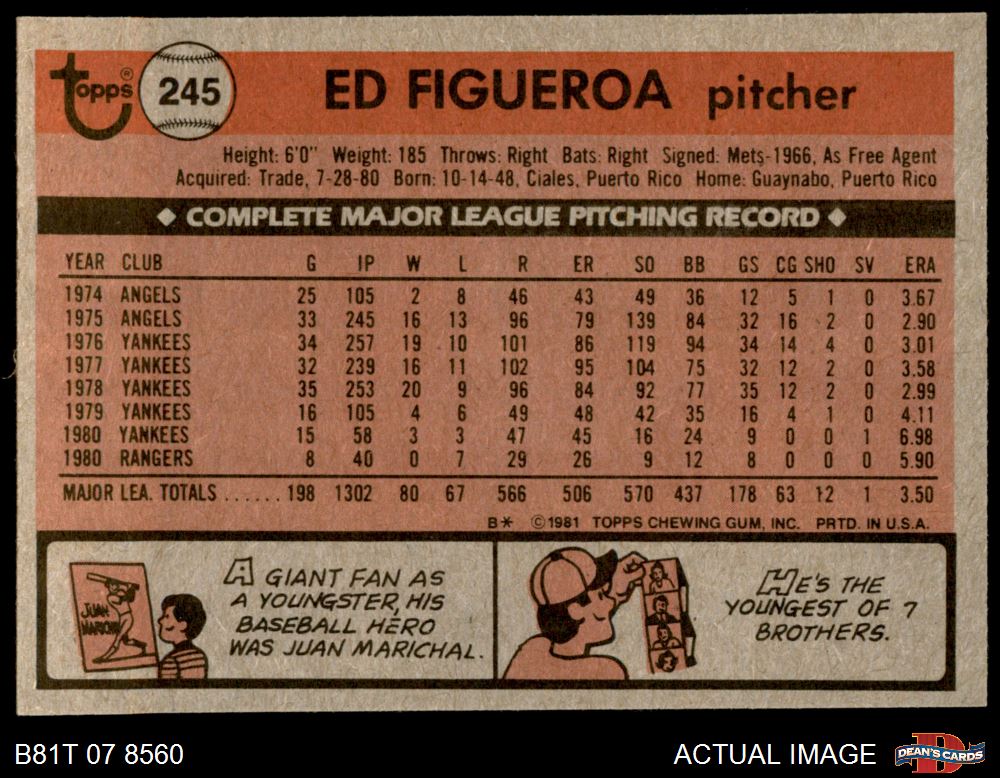 topps® 245 ED FIGUEROA pitcher
Height: 6'0" Weight: 185 Throws: Right Bats: Right Signed: Mets-1966, As Free Agent
Acquired: Trade, 7-28-80 Born: 10-14-48, Ciales, Puerto Rico Home: Guaynabo, Puerto Rico
◆ COMPLETE MAJOR LEAGUE PITCHING RECORD ◆
YEAR CLUB G IP W L R ER SO BB GS CG SHO SV ERA
1974 ANGELS 25 105 2 8 46 43 49 36 12 5 1 0 3.67
1975 ANGELS 33 245 16 13 96 79 139 84 32 16 2 0 2.90
1976 YANKEES 34 257 19 10 101 86 119 94 34 14 4 0 3.01
1977 YANKEES 32 239 16 11 102 95 104 75 32 12 2 0 3.58
1978 YANKEES 35 253 20 9 96 84 92 77 35 12 2 0 2.99
1979 YANKEES 16 105 4 6 49 48 42 35 16 4 1 0 4.11
1980 YANKEES 15 58 3 3 47 45 16 24 9 0 0 1 6.98
1980 RANGERS 8 40 0 7 29 26 9 12 8 0 0 0 5.90
MAJOR LEA. TOTALS ...... 198 1302 80 67 566 506 570 437 178 63 12 1 3.50
B* ©1981 TOPPS CHEWING GUM, INC. PRTD. IN U.S.A.
JUAN
MARICHAL
A GIANT FAN AS
A YOUNGSTER, HIS
BASEBALL HERO
WAS JUAN MARICHAL.
HE'S THE
YOUNGEST OF 7
BROTHERS.
B81T 07 8560
ACTUAL IMAGE
D
DEAN'S CARDS